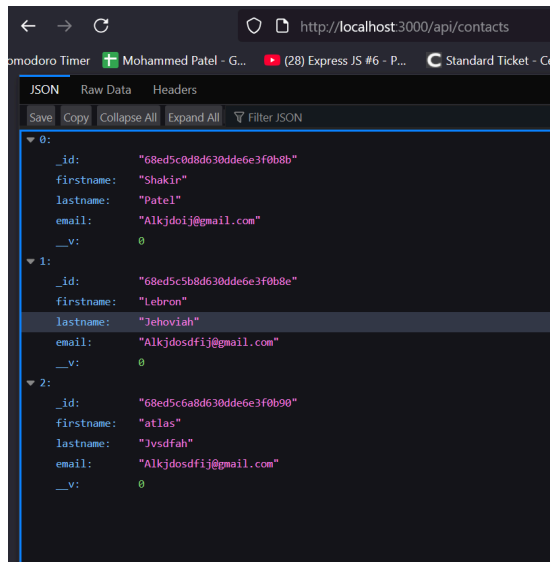 http://localhost:3000/api/contacts
omodoro Timer Mohammed Patel - G... (28) Express JS #6 - P... Standard Ticket - Ce
JSON Raw Data Headers
Save Copy Collapse All Expand All Filter JSON
0:
_id: "68ed5c0d8d630dde6e3f0b8b"
firstname: "Shakir"
lastname: "Patel"
email: "Alkjdoij@gmail.com"
__v: 0
1:
_id: "68ed5c5b8d630dde6e3f0b8e"
firstname: "Lebron"
lastname: "Jehoviah"
email: "Alkjdosdfij@gmail.com"
__v: 0
2:
_id: "68ed5c6a8d630dde6e3f0b90"
firstname: "atlas"
lastname: "Jvsdfah"
email: "Alkjdosdfij@gmail.com"
__v: 0